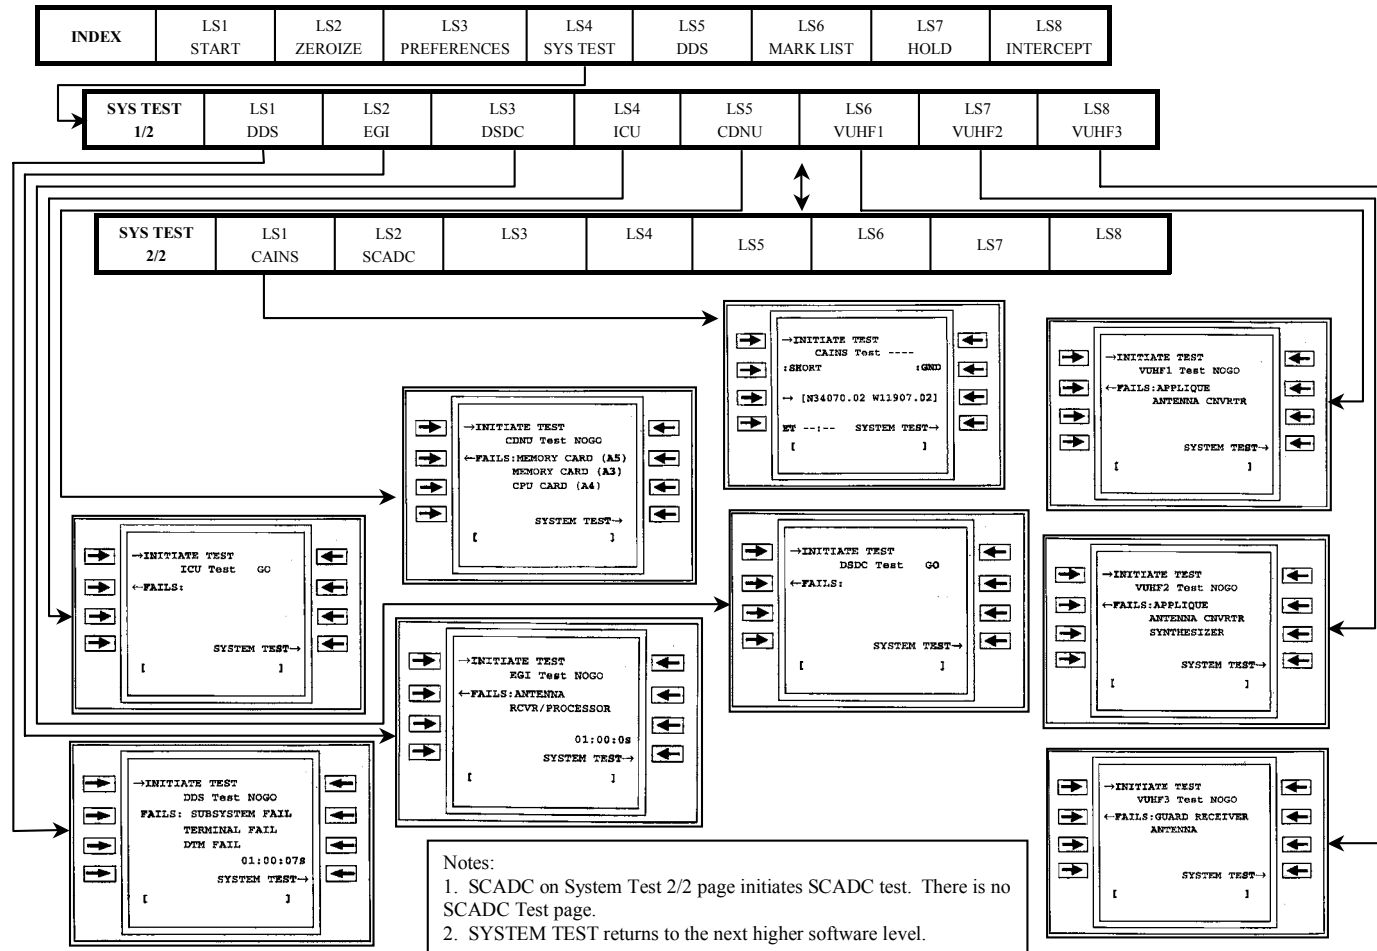 INDEX LS1 LS2 LS3 LS4 LS5 LS6 LS7 LS8
START ZEROIZE PREFERENCES SYS TEST DDS MARK LIST HOLD INTERCEPT
SYS TEST LS1 LS2 LS3 LS4 LS5 LS6 LS7 LS8
1/2 DDS EGI DSDC ICU CDNU VUHF1 VUHF2 VUHF3
SYS TEST LS1 LS2 LS3 LS4 LS5 LS6 LS7 LS8
2/2 CAINS SCADC
→INITIATE TEST
CAINS Test ----
:SHORT :GND
↔ [N34070.02 W11907.02]
ET --:-- SYSTEM TEST→
[ ]
→INITIATE TEST
VUHF1 Test NOGO
←FAILS:APPLIQUE
ANTENNA CNVRTR
SYSTEM TEST→
[ ]
→INITIATE TEST
CDNU Test NOGO
←FAILS:MEMORY CARD (A5)
MEMORY CARD (A3)
CPU CARD (A4)
SYSTEM TEST→
[ ]
→INITIATE TEST
ICU Test GO
←FAILS:
SYSTEM TEST→
[ ]
→INITIATE TEST
DSDC Test GO
←FAILS:
SYSTEM TEST→
[ ]
→INITIATE TEST
VUHF2 Test NOGO
←FAILS:APPLIQUE
ANTENNA CNVRTR
SYNTHESIZER
SYSTEM TEST→
[ ]
→INITIATE TEST
EGI Test NOGO
←FAILS:ANTENNA
RCVR/PROCESSOR
01:00:0s
SYSTEM TEST→
[ ]
→INITIATE TEST
DDS Test NOGO
FAILS: SUBSYSTEM FAIL
TERMINAL FAIL
DTM FAIL
01:00:07s
SYSTEM TEST→
[ ]
→INITIATE TEST
VUHF3 Test NOGO
←FAILS:GUARD RECEIVER
ANTENNA
SYSTEM TEST→
[ ]
Notes:
1. SCADC on System Test 2/2 page initiates SCADC test. There is no
SCADC Test page.
2. SYSTEM TEST returns to the next higher software level.